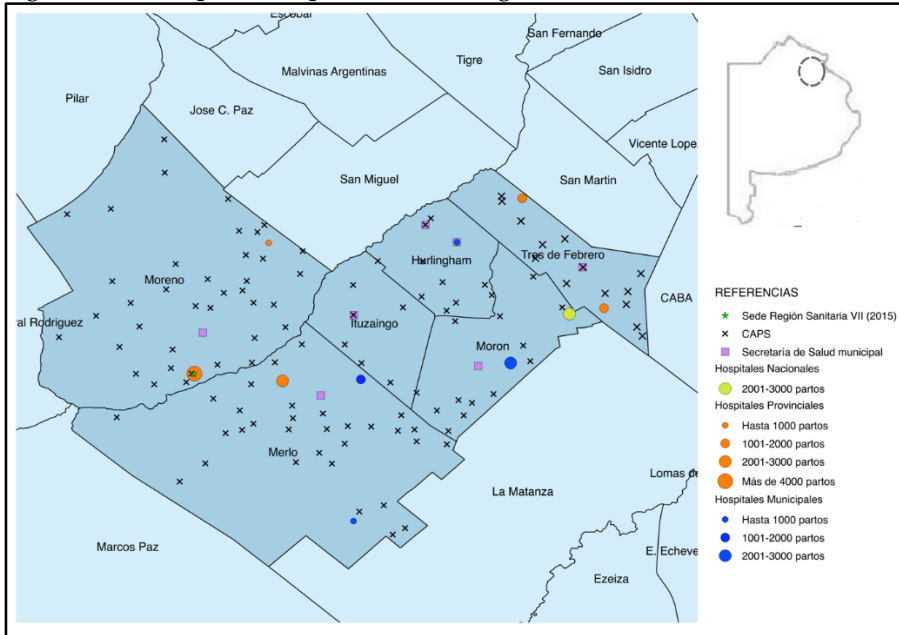 Escobar
San Fernando
Tigre
Malvinas Argentinas
San Isidro
Pilar
Jose C. Paz
Vicente Lopez
San Miguel
San Martin
Hurlingham
Tres de Febrero
Moreno
CABA
ral Rodriguez
Ituzaingo
Moron
Merlo
Lomas de
La Matanza
Marcos Paz
E. Echeve
Ezeiza
REFERENCIAS
Sede Región Sanitaria VII (2015)
CAPS
Secretaría de Salud municipal
Hospitales Nacionales
2001-3000 partos
Hospitales Provinciales
Hasta 1000 partos
1001-2000 partos
2001-3000 partos
Más de 4000 partos
Hospitales Municipales
Hasta 1000 partos
1001-2000 partos
2001-3000 partos